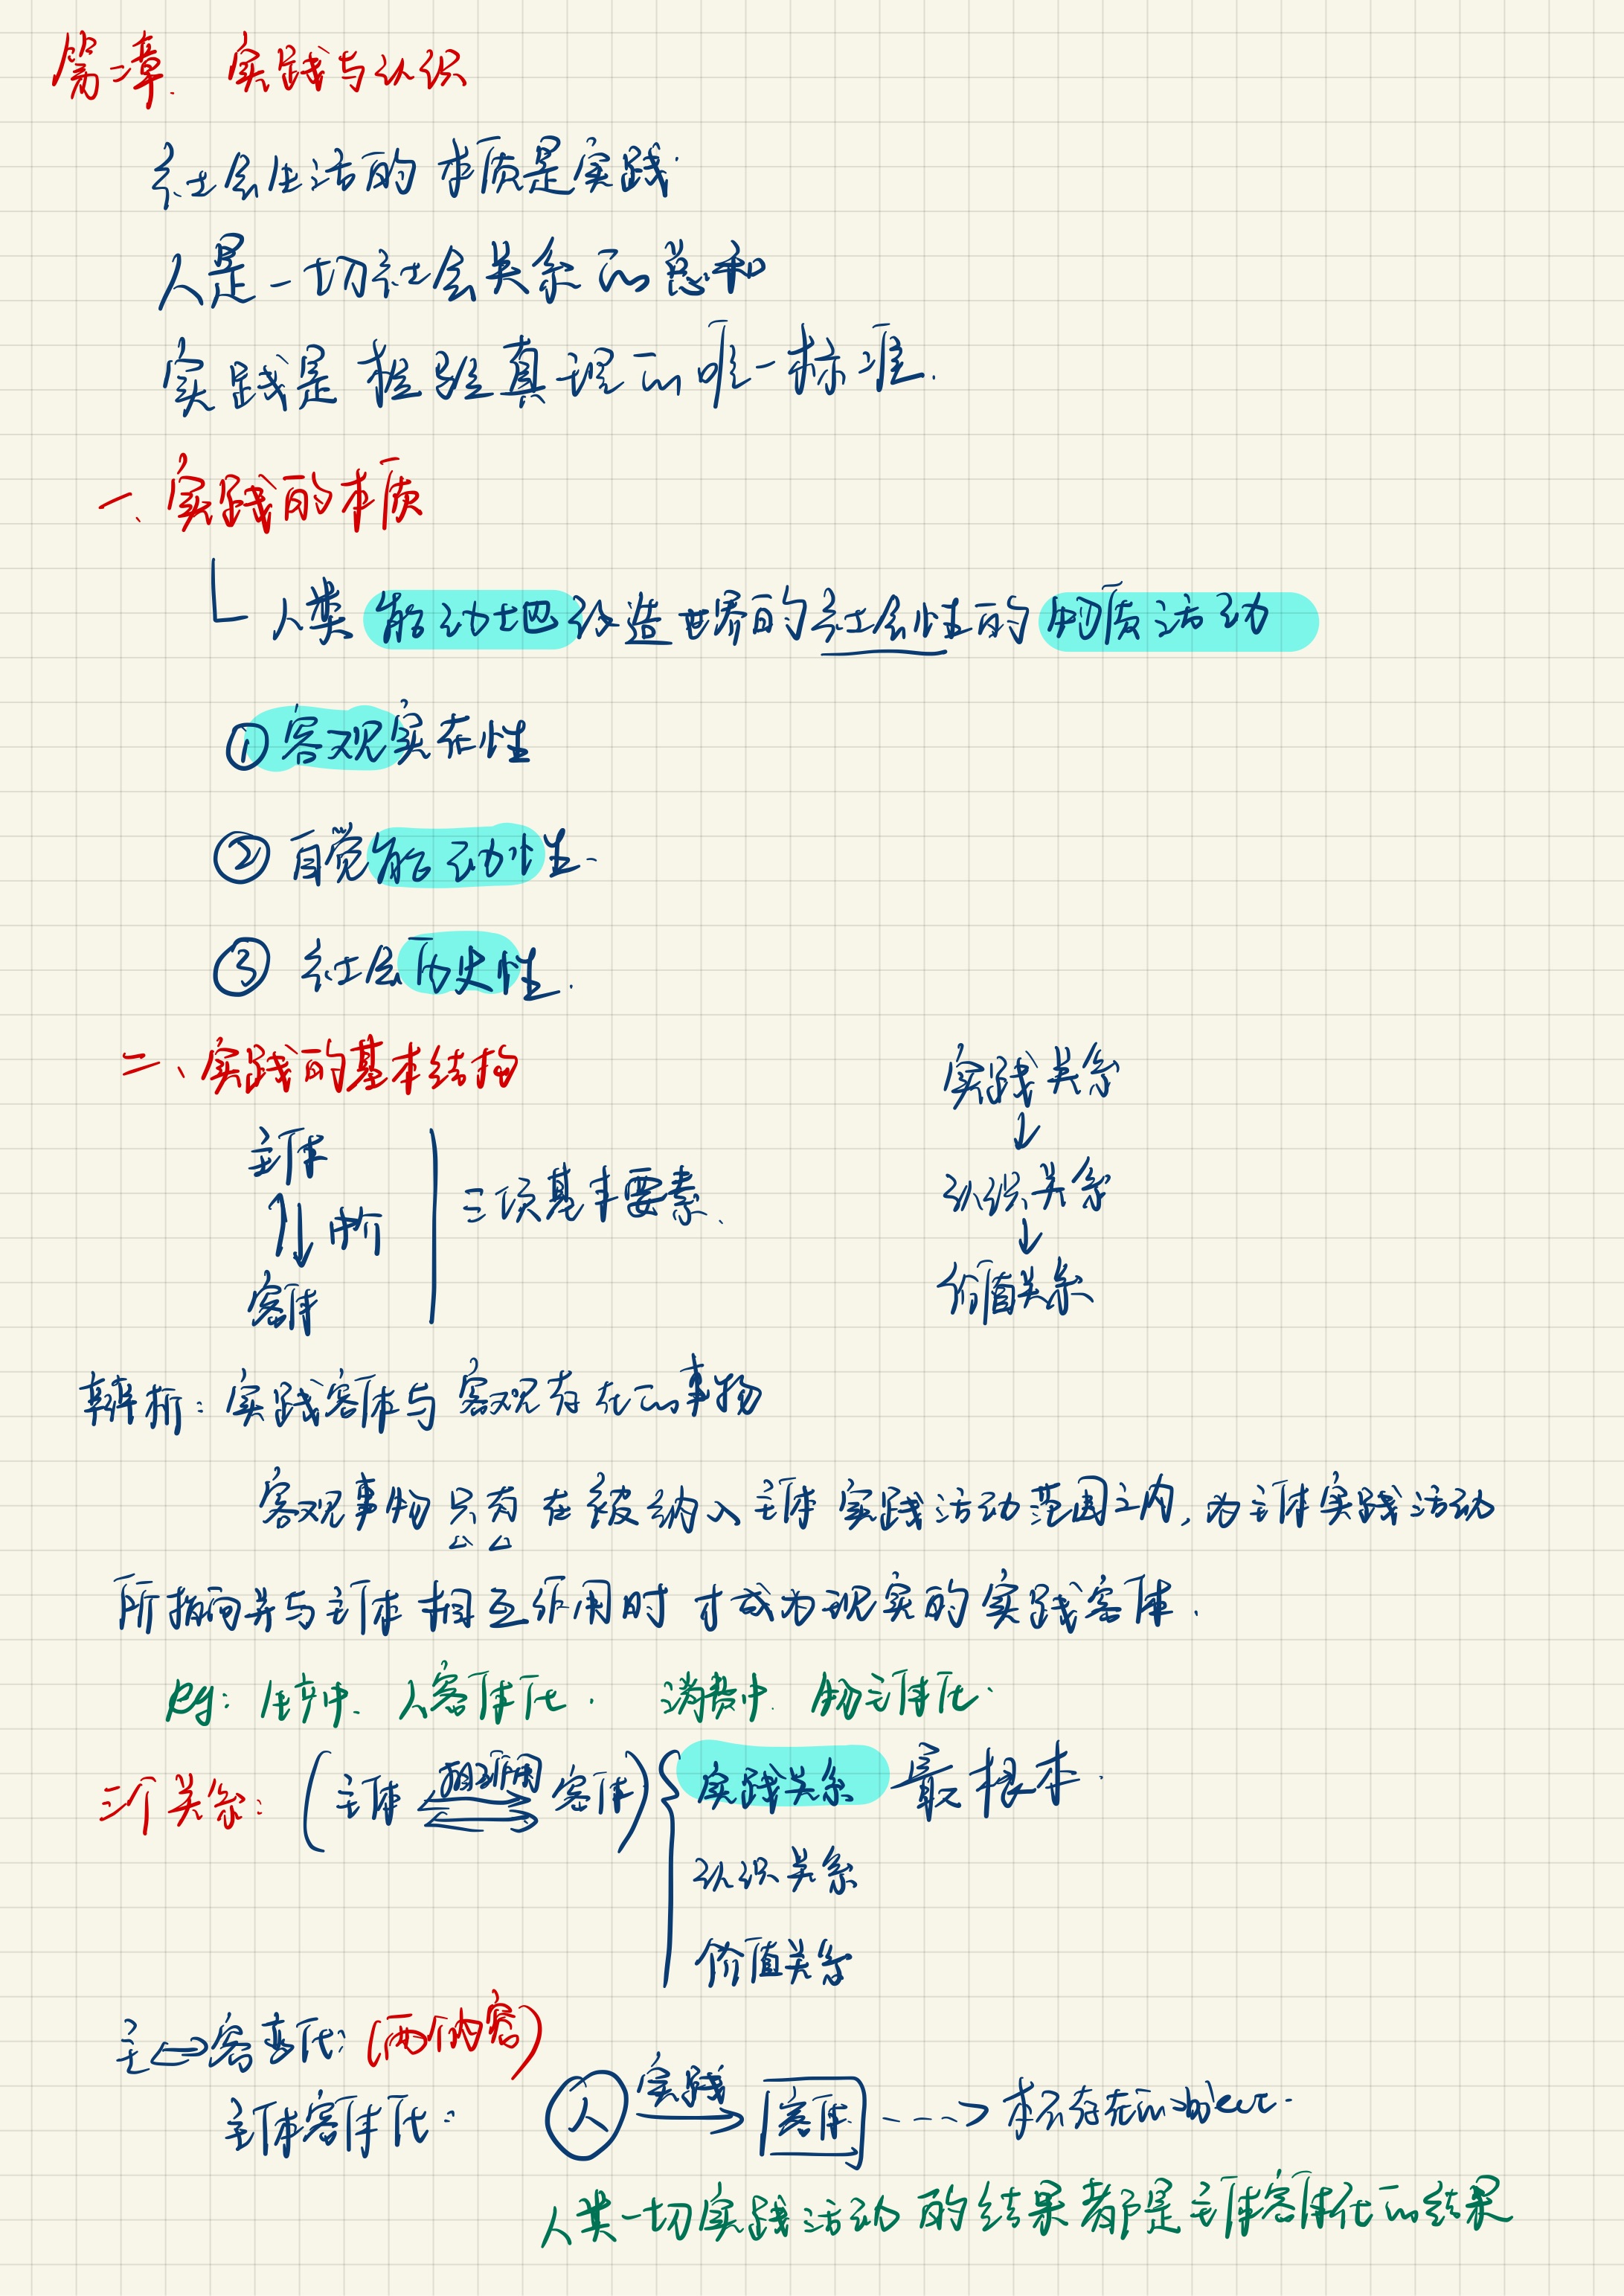 第二章. 实践与认识
社会生活的本质是实践.
人是一切社会关系的总和
实践是检验真理的唯一标准.
一、实践的本质
人类能动地改造世界的社会性的物质活动
① 客观实在性
② 自觉能动性.
③ 社会历史性.
二、实践的基本结构
主体
中介
客体
三项基本要素、
实践关系
↓
认识关系
↓
价值关系
辨析：实践客体与客观存在的事物
客观事物只有在被纳入主体实践活动范围之内，为主体实践活动
所指向并与主体相互作用时才成为现实的实践客体.
eg：生产中、人客体化. 消费中. 物主体化.
三个关系： (主体 相互作用 客体) { 实践关系 最根本.
认识关系
价值关系
主⇔客变化：(两个内容)
主体客体化： 人 实践→ 客体 ---> 本不存在的
人类一切实践活动的结果都是主体客体化的结果